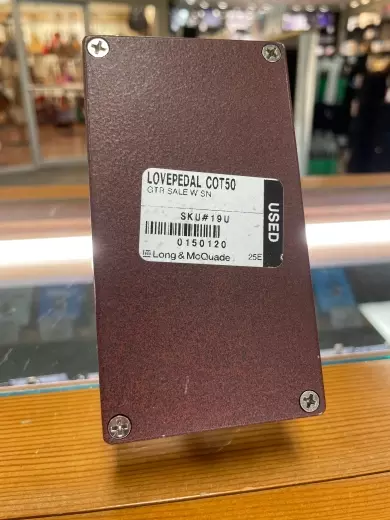 LOVEPEDAL COT50
GTR SALE W SN
SKU#19U
0150120
Long & McQuade 25E
USED